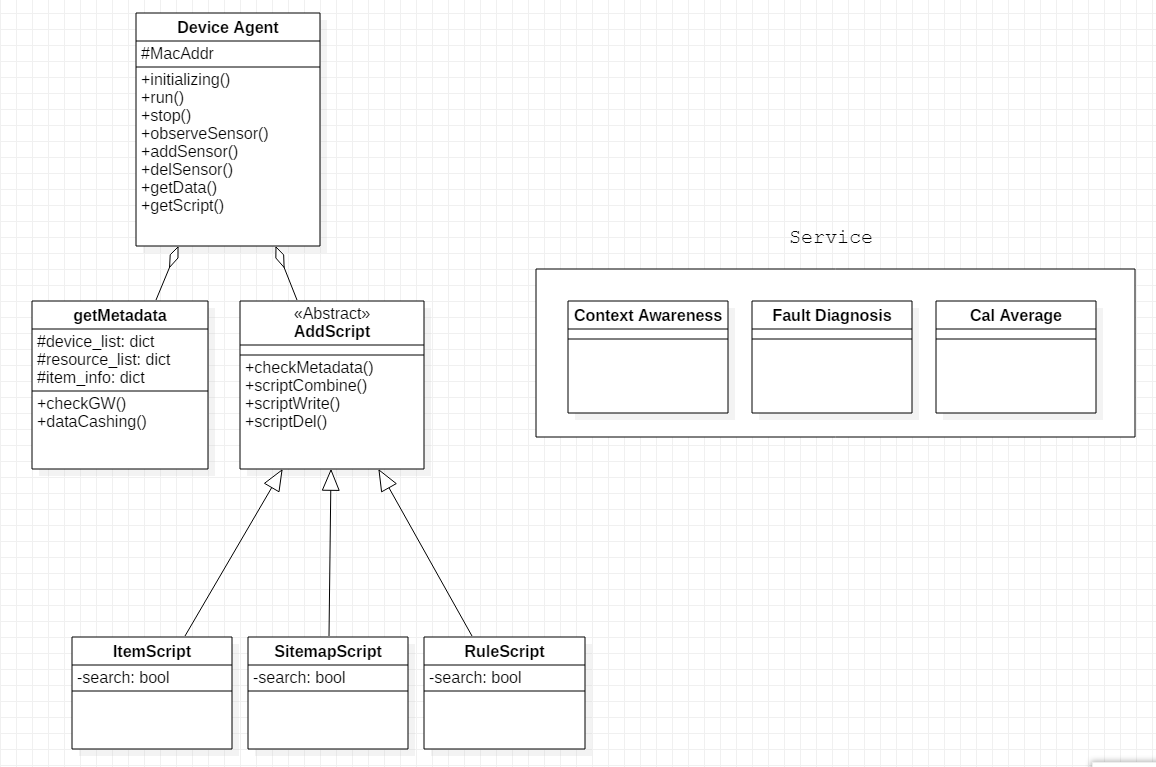 Device Agent
#MacAddr
+initializing()
+run()
+stop()
+observeSensor()
+addSensor()
+delSensor()
+getData()
+getScript()
Service
getMetadata
#device_list: dict
#resource_list: dict
#item_info: dict
+checkGW()
+dataCashing()
«Abstract»
AddScript
+checkMetadata()
+scriptCombine()
+scriptWrite()
+scriptDel()
Context Awareness
Fault Diagnosis
Cal Average
ItemScript
-search: bool
SitemapScript
-search: bool
RuleScript
-search: bool